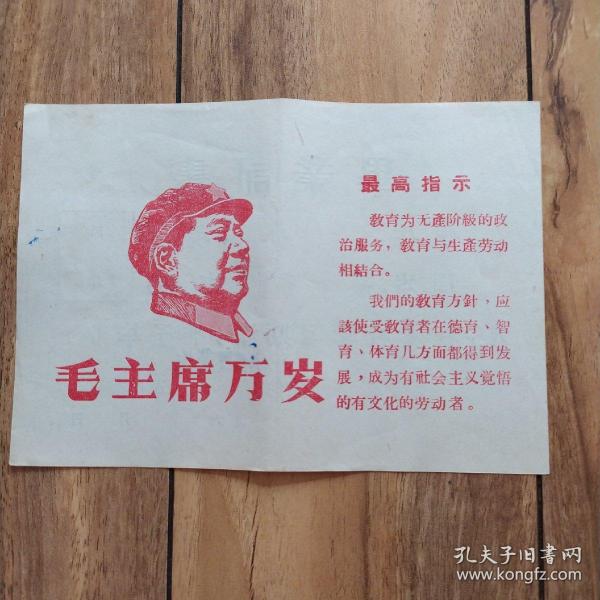 毛主席万岁
最高指示
教育为无產阶級的政
治服务，教育与生產劳动
相結合。
我們的教育方針，应
該使受教育者在德育、智
育、体育几方面都得到发
展，成为有社会主义觉悟
的有文化的劳动者。
孔夫子旧书网
www.kongfz.com